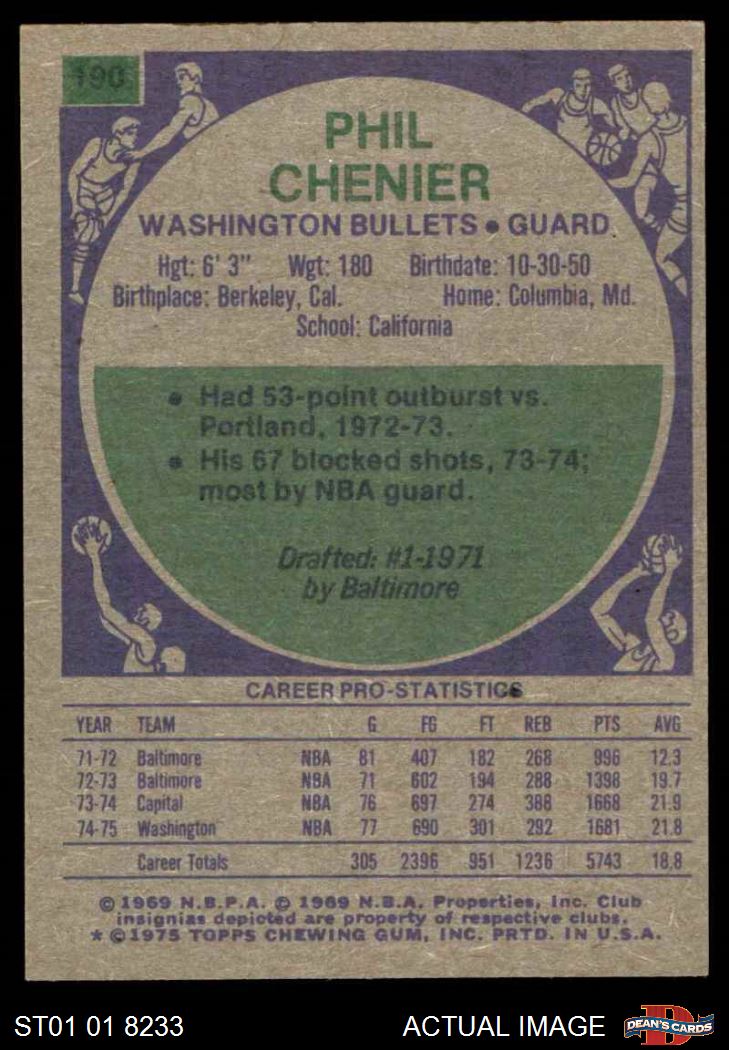 190
PHIL
CHENIER
WASHINGTON BULLETS • GUARD
Hgt: 6' 3" Wgt: 180 Birthdate: 10-30-50
Birthplace: Berkeley, Cal. Home: Columbia, Md.
School: California
• Had 53-point outburst vs.
Portland, 1972-73.
• His 67 blocked shots, 73-74;
most by NBA guard.
Drafted: #1-1971
by Baltimore
CAREER PRO-STATISTICS
YEAR TEAM G FG FT REB PTS AVG
71-72 Baltimore NBA 81 407 182 268 996 12.3
72-73 Baltimore NBA 71 602 194 288 1398 19.7
73-74 Capital NBA 76 697 274 388 1668 21.9
74-75 Washington NBA 77 690 301 292 1681 21.8
Career Totals 305 2396 951 1236 5743 18.8
© 1969 N.B.P.A. © 1969 N.B.A. Properties, Inc. Club
insignias depicted are property of respective clubs.
* © 1975 TOPPS CHEWING GUM, INC. PRTD. IN U.S.A.
ST01 01 8233 ACTUAL IMAGE D DEAN'S CARDS